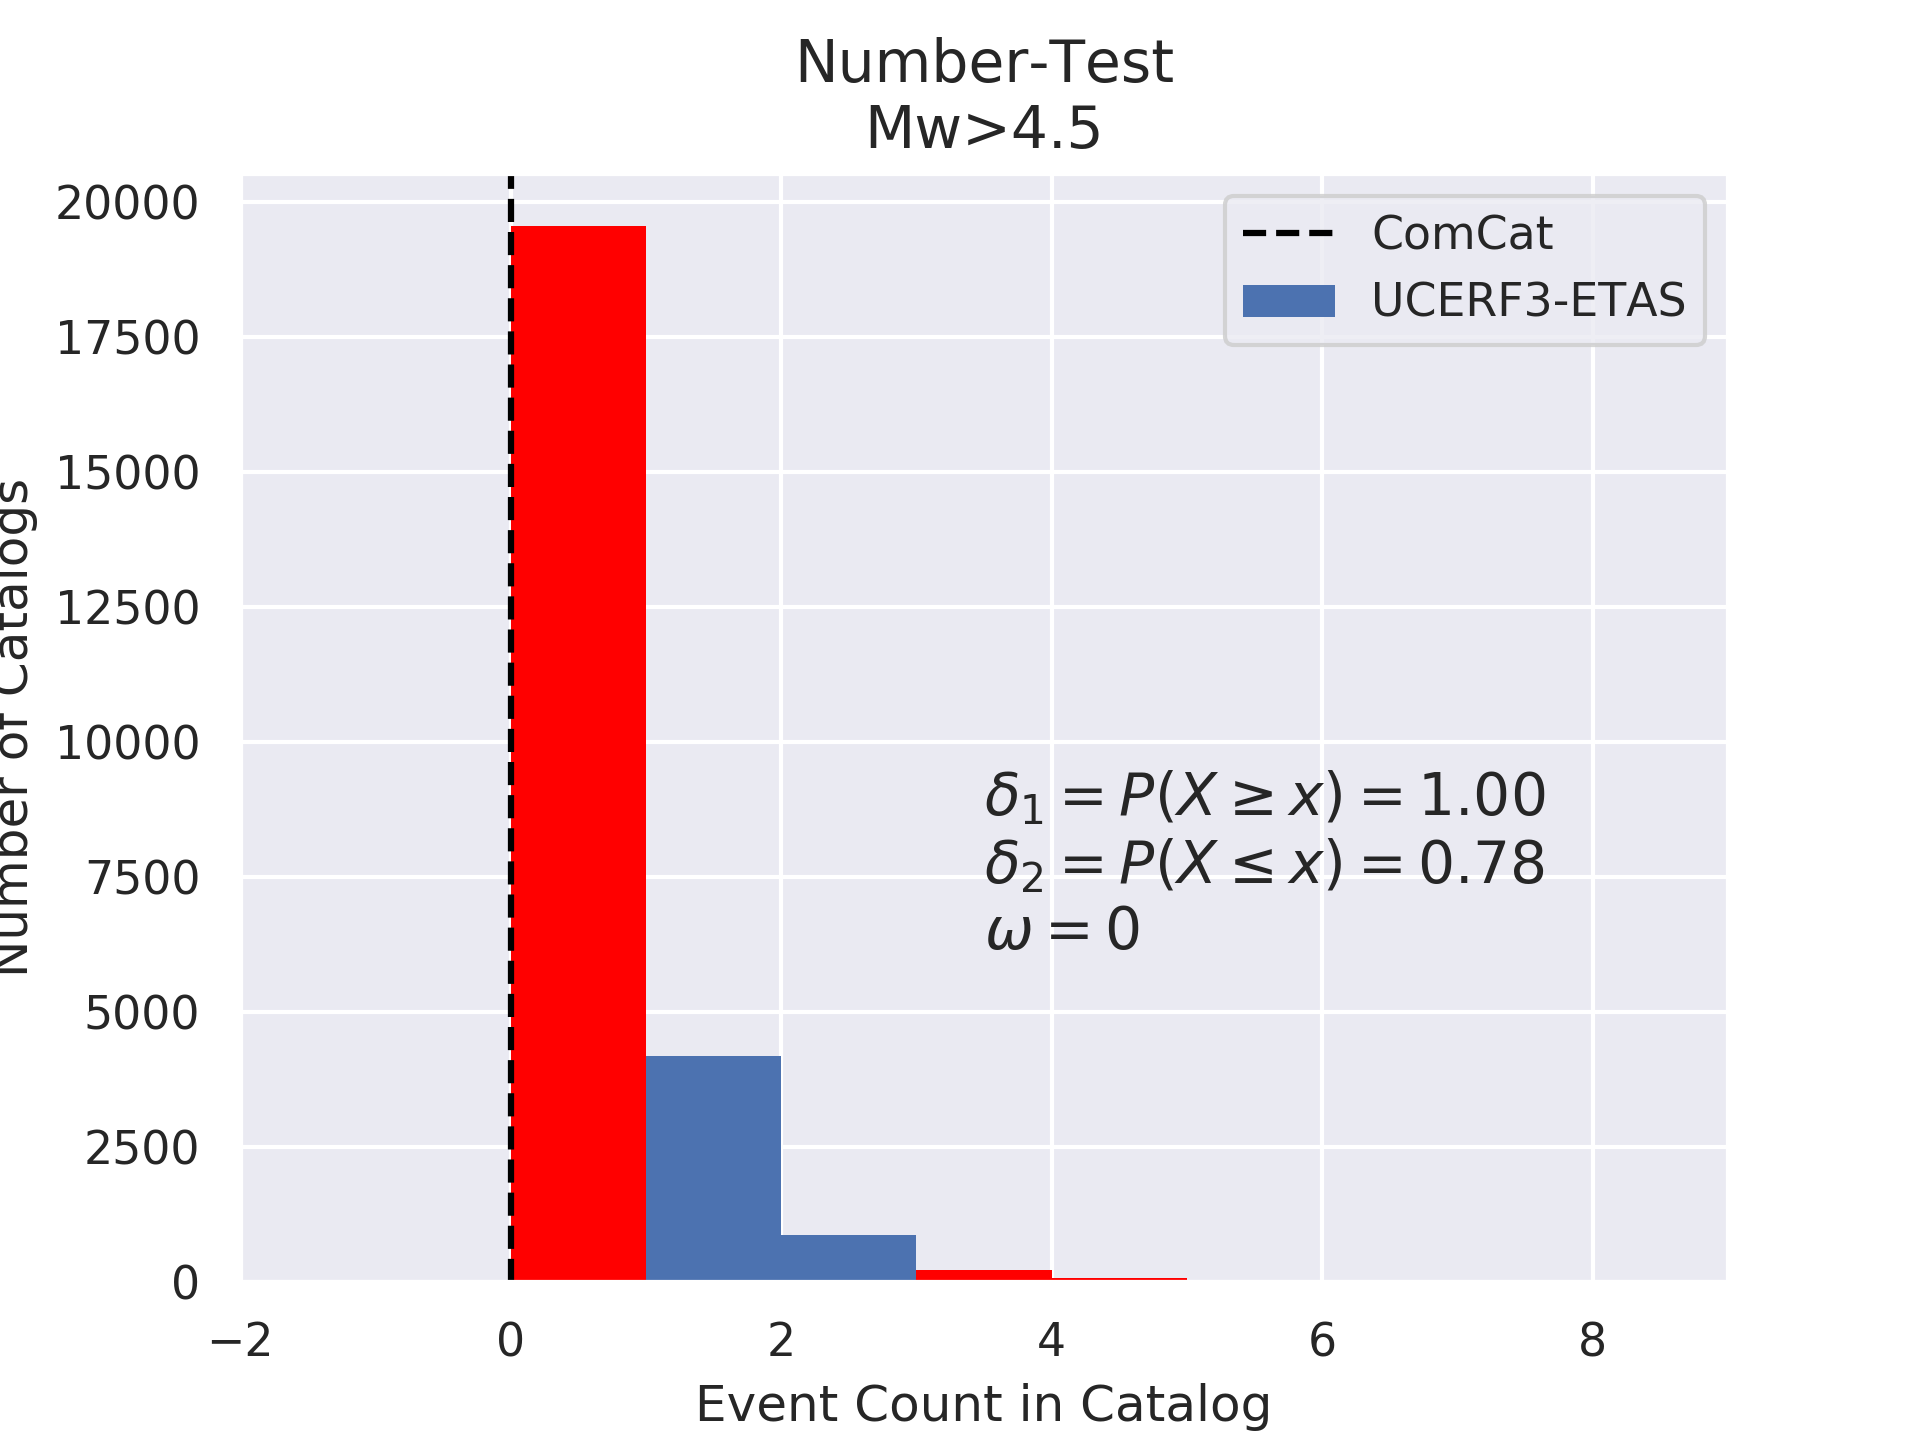 Number-Test
Mw>4.5
20000
17500
15000
12500
10000
7500
5000
2500
0
Number of Catalogs
ComCat
UCERF3-ETAS
δ₁ = P(X ≥ x) = 1.00
δ₂ = P(X ≤ x) = 0.78
ω = 0
−2 0 2 4 6 8
Event Count in Catalog